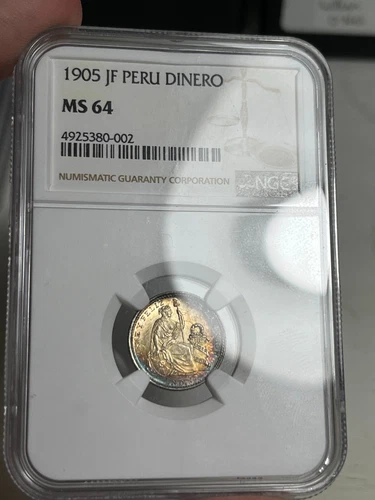 1905 JF PERU DINERO
MS 64
4925380-002
NUMISMATIC GUARANTY CORPORATION
NGC